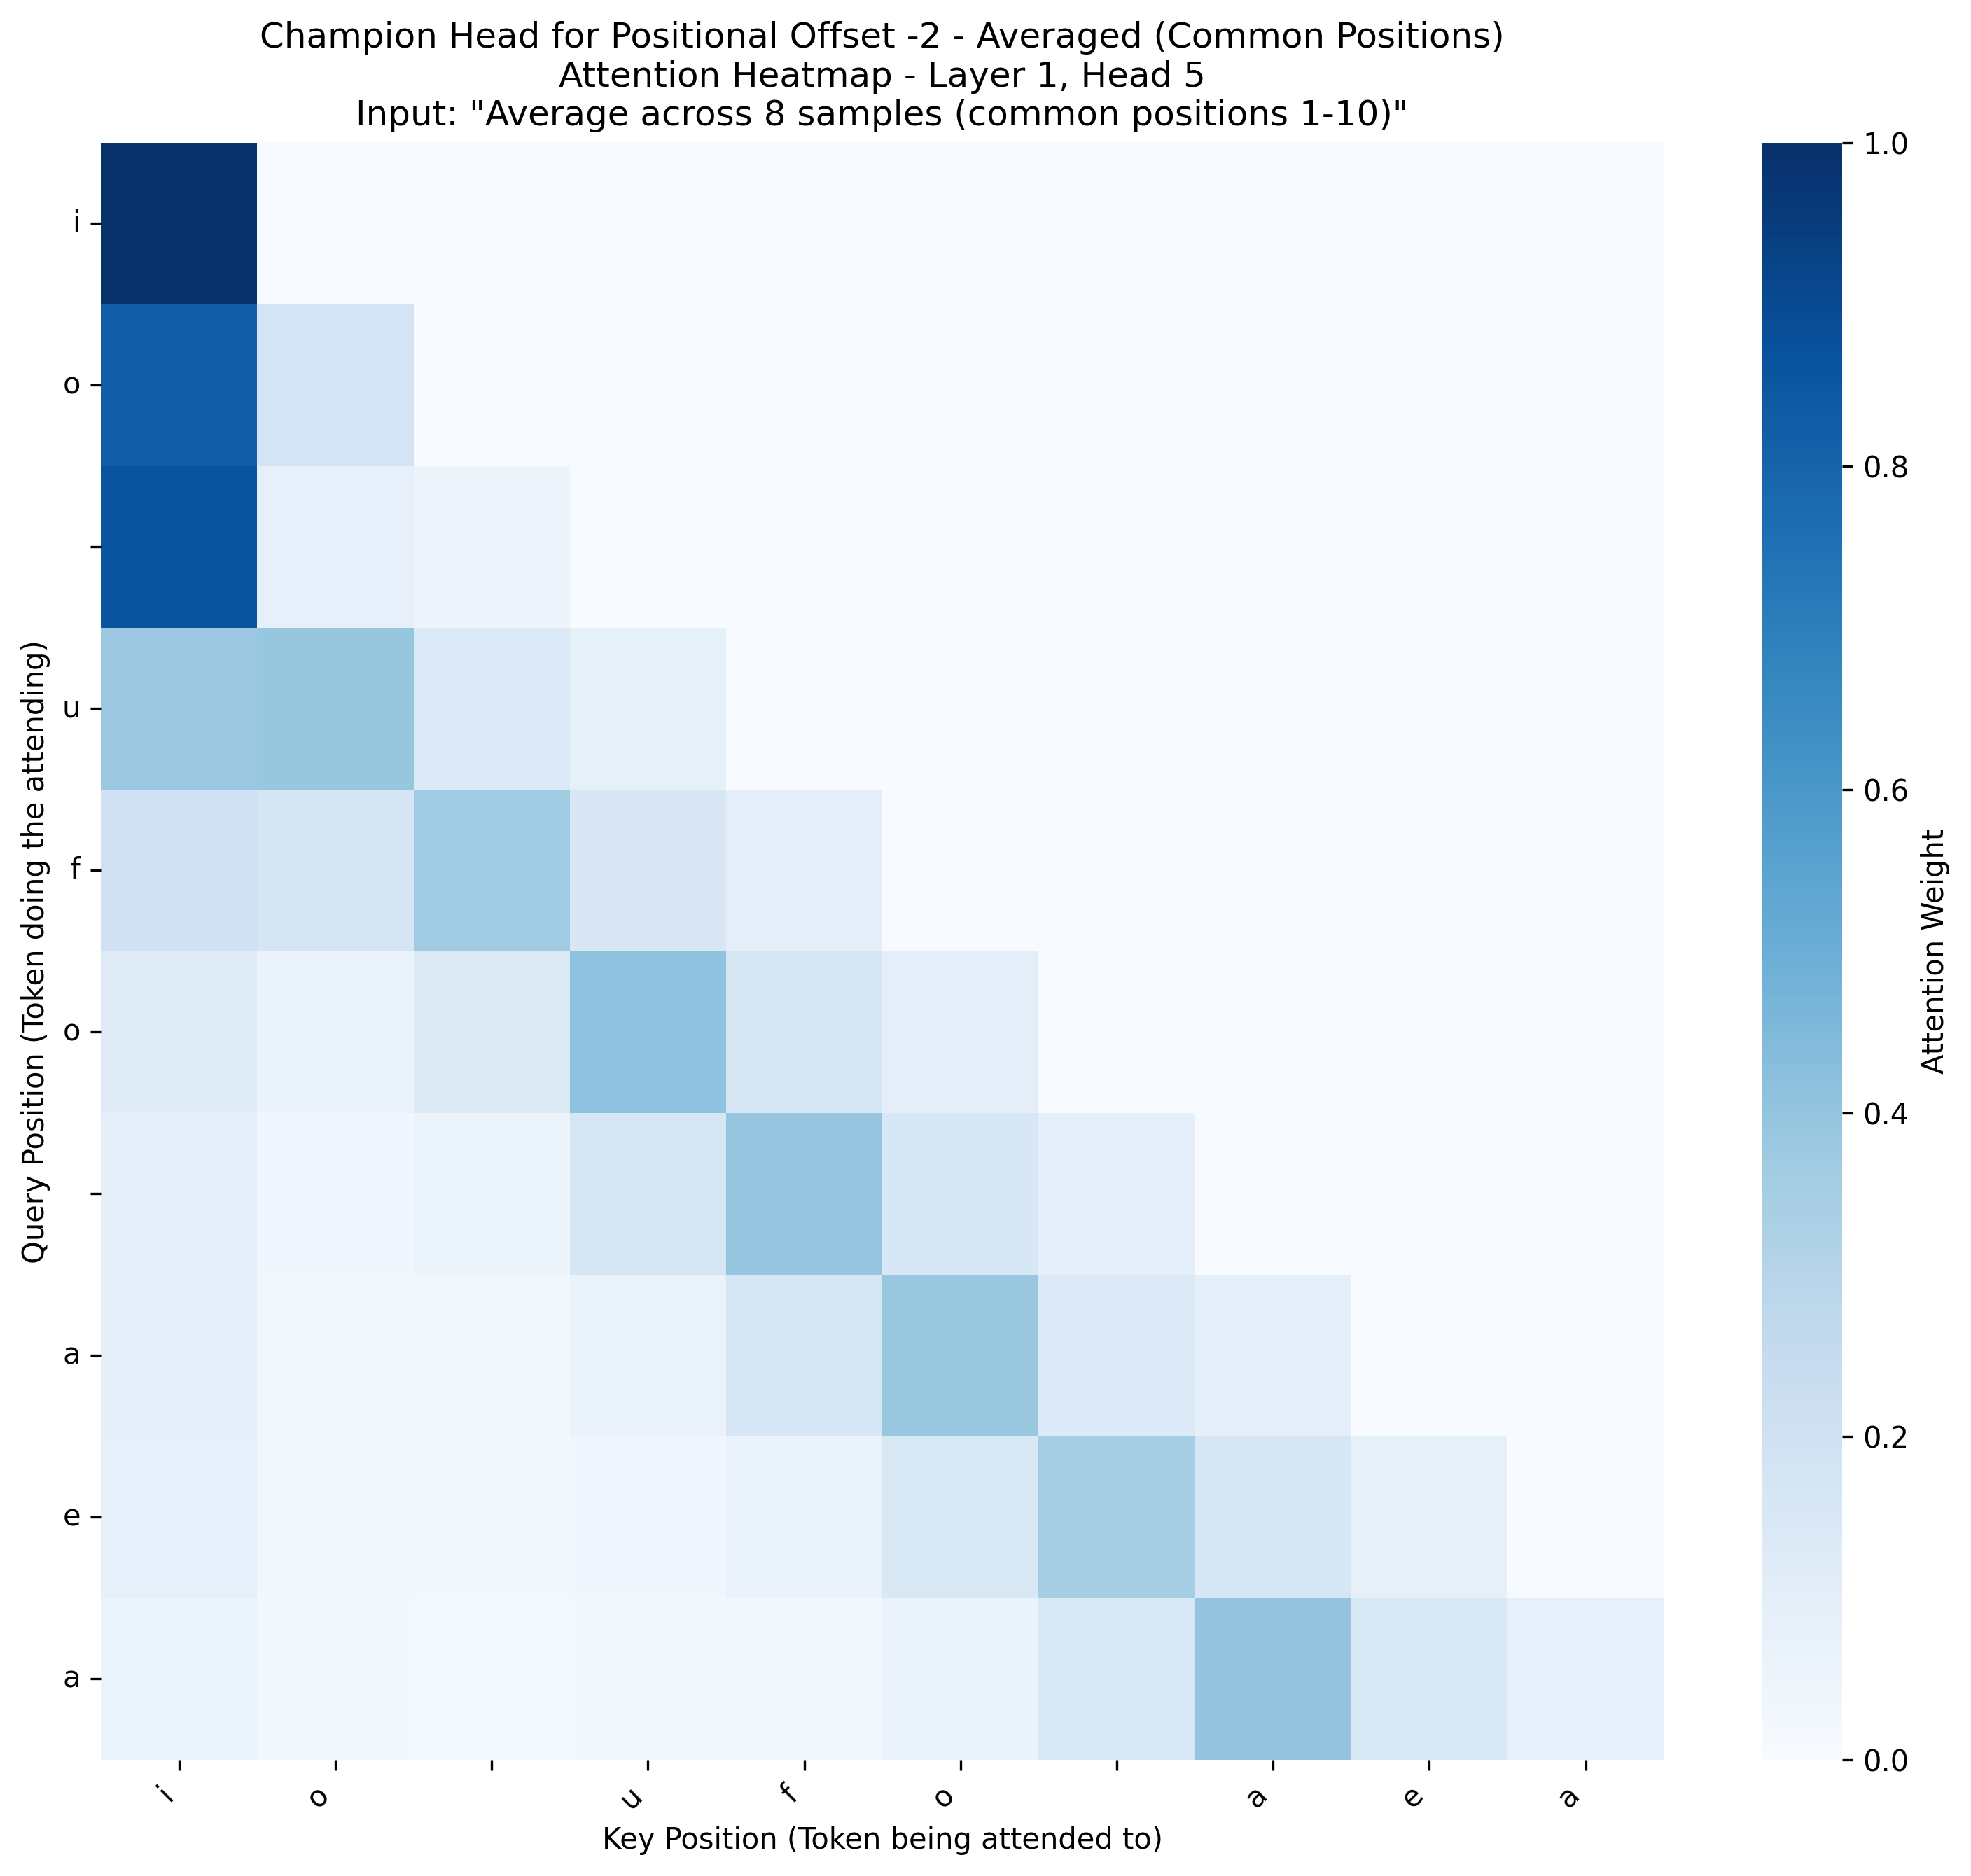 Champion Head for Positional Offset -2 - Averaged (Common Positions)
Attention Heatmap - Layer 1, Head 5
Input: "Average across 8 samples (common positions 1-10)"
Query Position (Token doing the attending)
i
o
u
f
o
a
e
a
i
o
u
f
o
a
e
a
Key Position (Token being attended to)
1.0
0.8
0.6
0.4
0.2
0.0
Attention Weight